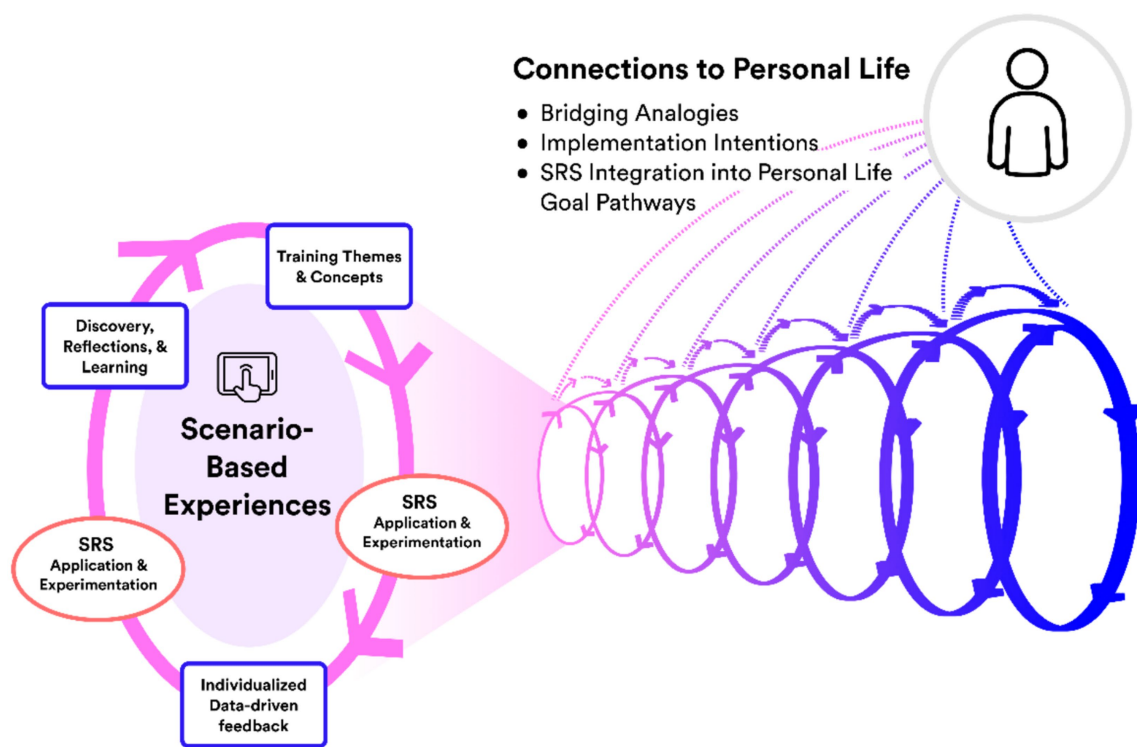 Connections to Personal Life
• Bridging Analogies
• Implementation Intentions
• SRS Integration into Personal Life
Goal Pathways
Training Themes
& Concepts
Discovery,
Reflections, &
Learning
Scenario-
Based
Experiences
SRS
Application &
Experimentation
SRS
Application &
Experimentation
Individualized
Data-driven
feedback